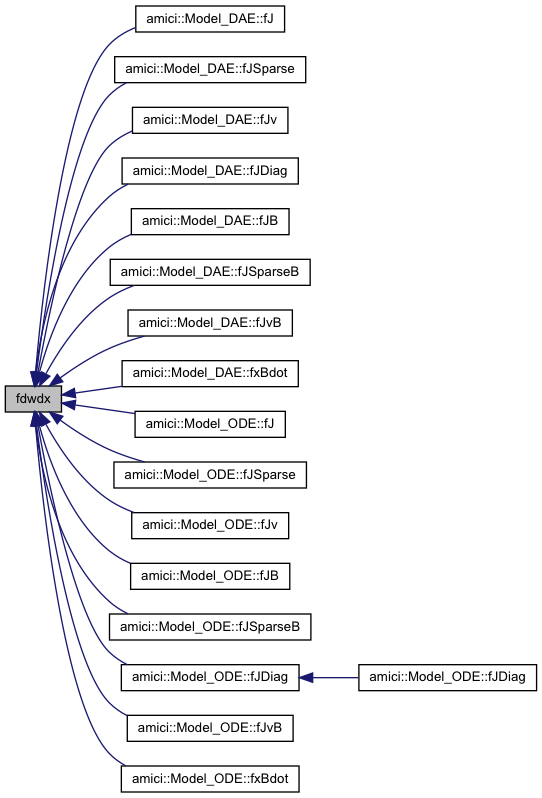 amici::Model_DAE::fJ
amici::Model_DAE::fJSparse
amici::Model_DAE::fJv
amici::Model_DAE::fJDiag
amici::Model_DAE::fJB
amici::Model_DAE::fJSparseB
amici::Model_DAE::fJvB
amici::Model_DAE::fxBdot
fdwdx
amici::Model_ODE::fJ
amici::Model_ODE::fJSparse
amici::Model_ODE::fJv
amici::Model_ODE::fJB
amici::Model_ODE::fJSparseB
amici::Model_ODE::fJDiag
amici::Model_ODE::fJDiag
amici::Model_ODE::fJvB
amici::Model_ODE::fxBdot